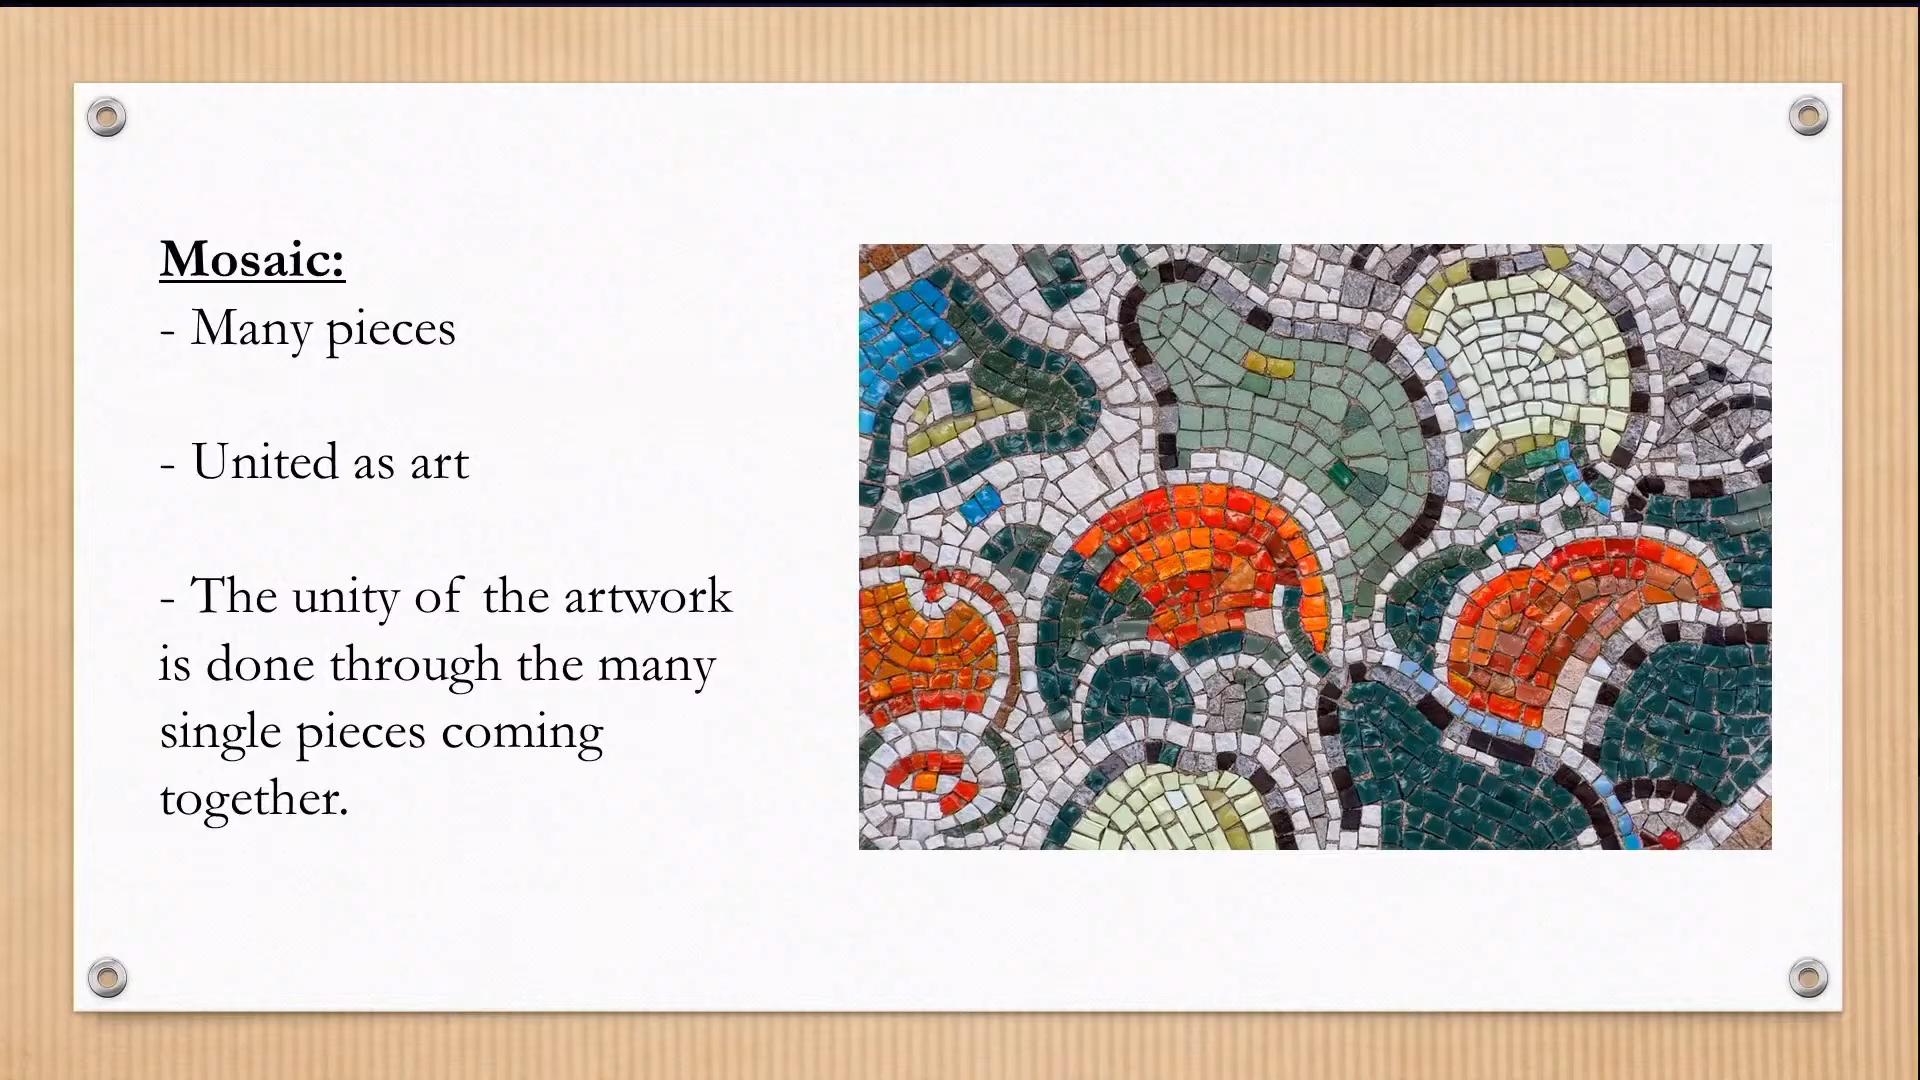 Mosaic:
- Many pieces
- United as art
- The unity of the artwork
is done through the many
single pieces coming
together.